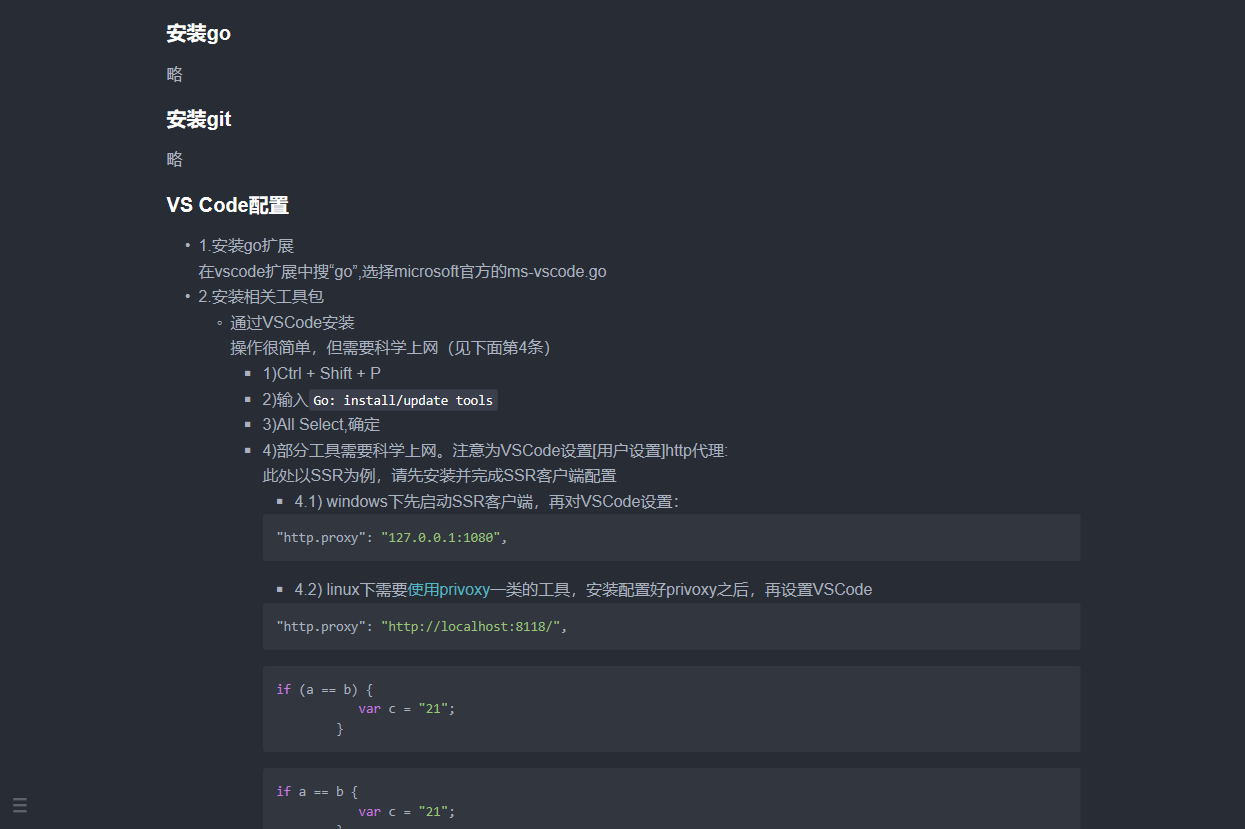 安装go
略
安装git
略
VS Code配置
• 1.安装go扩展
在vscode扩展中搜“go”,选择microsoft官方的ms-vscode.go
• 2.安装相关工具包
◦ 通过VSCode安装
操作很简单，但需要科学上网（见下面第4条）
▪ 1)Ctrl + Shift + P
▪ 2)输入 Go: install/update tools
▪ 3)All Select,确定
▪ 4)部分工具需要科学上网。注意为VSCode设置[用户设置]http代理:
此处以SSR为例，请先安装并完成SSR客户端配置
▪ 4.1) windows下先启动SSR客户端，再对VSCode设置：
"http.proxy": "127.0.0.1:1080",
▪ 4.2) linux下需要使用privoxy一类的工具，安装配置好privoxy之后，再设置VSCode
"http.proxy": "http://localhost:8118/",
if (a == b) {
var c = "21";
}
if a == b {
var c = "21";
}